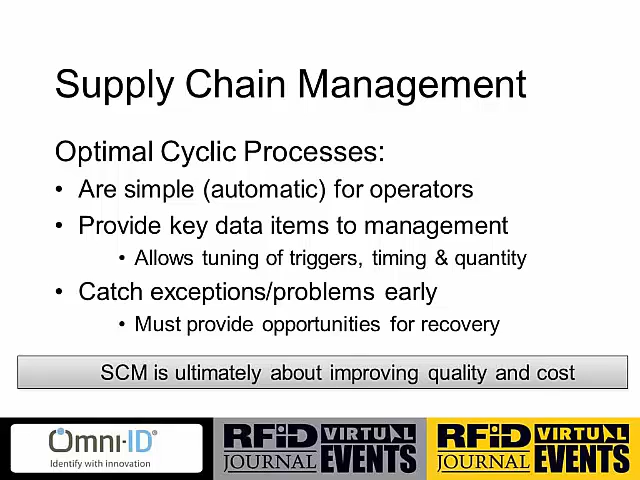 Supply Chain Management
Optimal Cyclic Processes:
• Are simple (automatic) for operators
• Provide key data items to management
• Allows tuning of triggers, timing & quantity
• Catch exceptions/problems early
• Must provide opportunities for recovery
SCM is ultimately about improving quality and cost
Omni-ID®
Identify with innovation
RFID VIRTUAL
JOURNAL EVENTS
RFID VIRTUAL
JOURNAL EVENTS